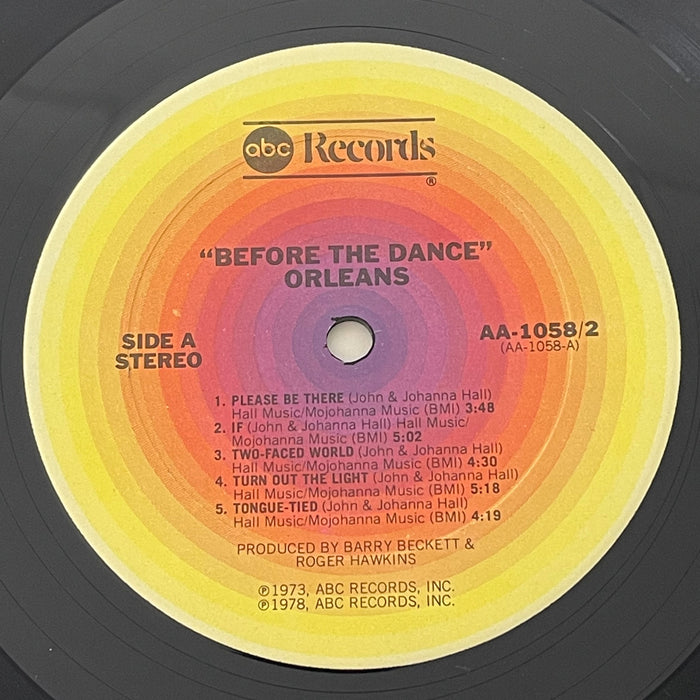 abc Records
®
“BEFORE THE DANCE”
ORLEANS
SIDE A
STEREO
AA-1058/2
(AA-1058-A)
1. PLEASE BE THERE (John & Johanna Hall)
Hall Music/Mojohanna Music (BMI) 3:48
2. IF (John & Johanna Hall) Hall Music/
Mojohanna Music (BMI) 5:02
3. TWO-FACED WORLD (John & Johanna Hall)
Hall Music/Mojohanna Music (BMI) 4:30
4. TURN OUT THE LIGHT (John & Johanna Hall)
Hall Music/Mojohanna Music (BMI) 5:18
5. TONGUE-TIED (John & Johanna Hall)
Hall Music/Mojohanna Music (BMI) 4:19
PRODUCED BY BARRY BECKETT &
ROGER HAWKINS
℗1973, ABC RECORDS, INC.
℗1978, ABC RECORDS, INC.